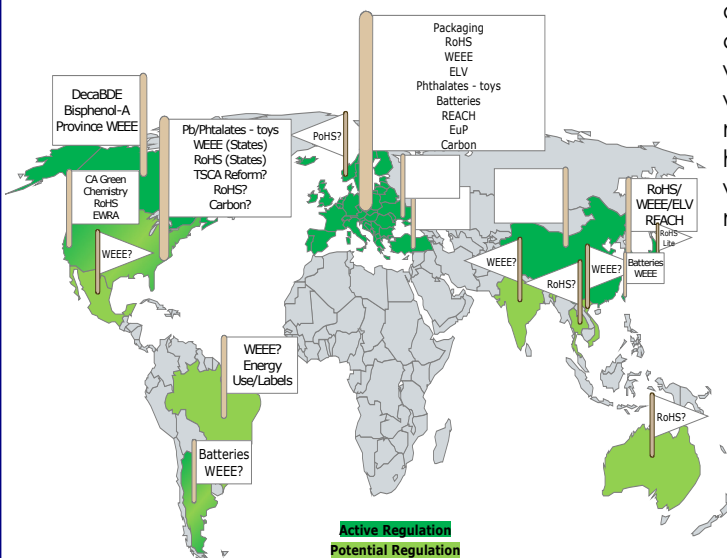 Packaging
RoHS
WEEE
ELV
Phthalates - toys
Batteries
REACH
EuP
Carbon
DecaBDE
Bisphenol-A
Province WEEE
Pb/Phtalates - toys
WEEE (States)
RoHS (States)
TSCA Reform?
RoHS?
Carbon?
PoHS?
CA Green
Chemistry
RoHS
EWRA
WEEE?
RoHS/
WEEE/ELV
REACH
RoHS
Lite
WEEE?
RoHS?
WEEE?
Batteries
WEEE
WEEE?
Energy
Use/Labels
Batteries
WEEE?
RoHS?
Active Regulation
Potential Regulation